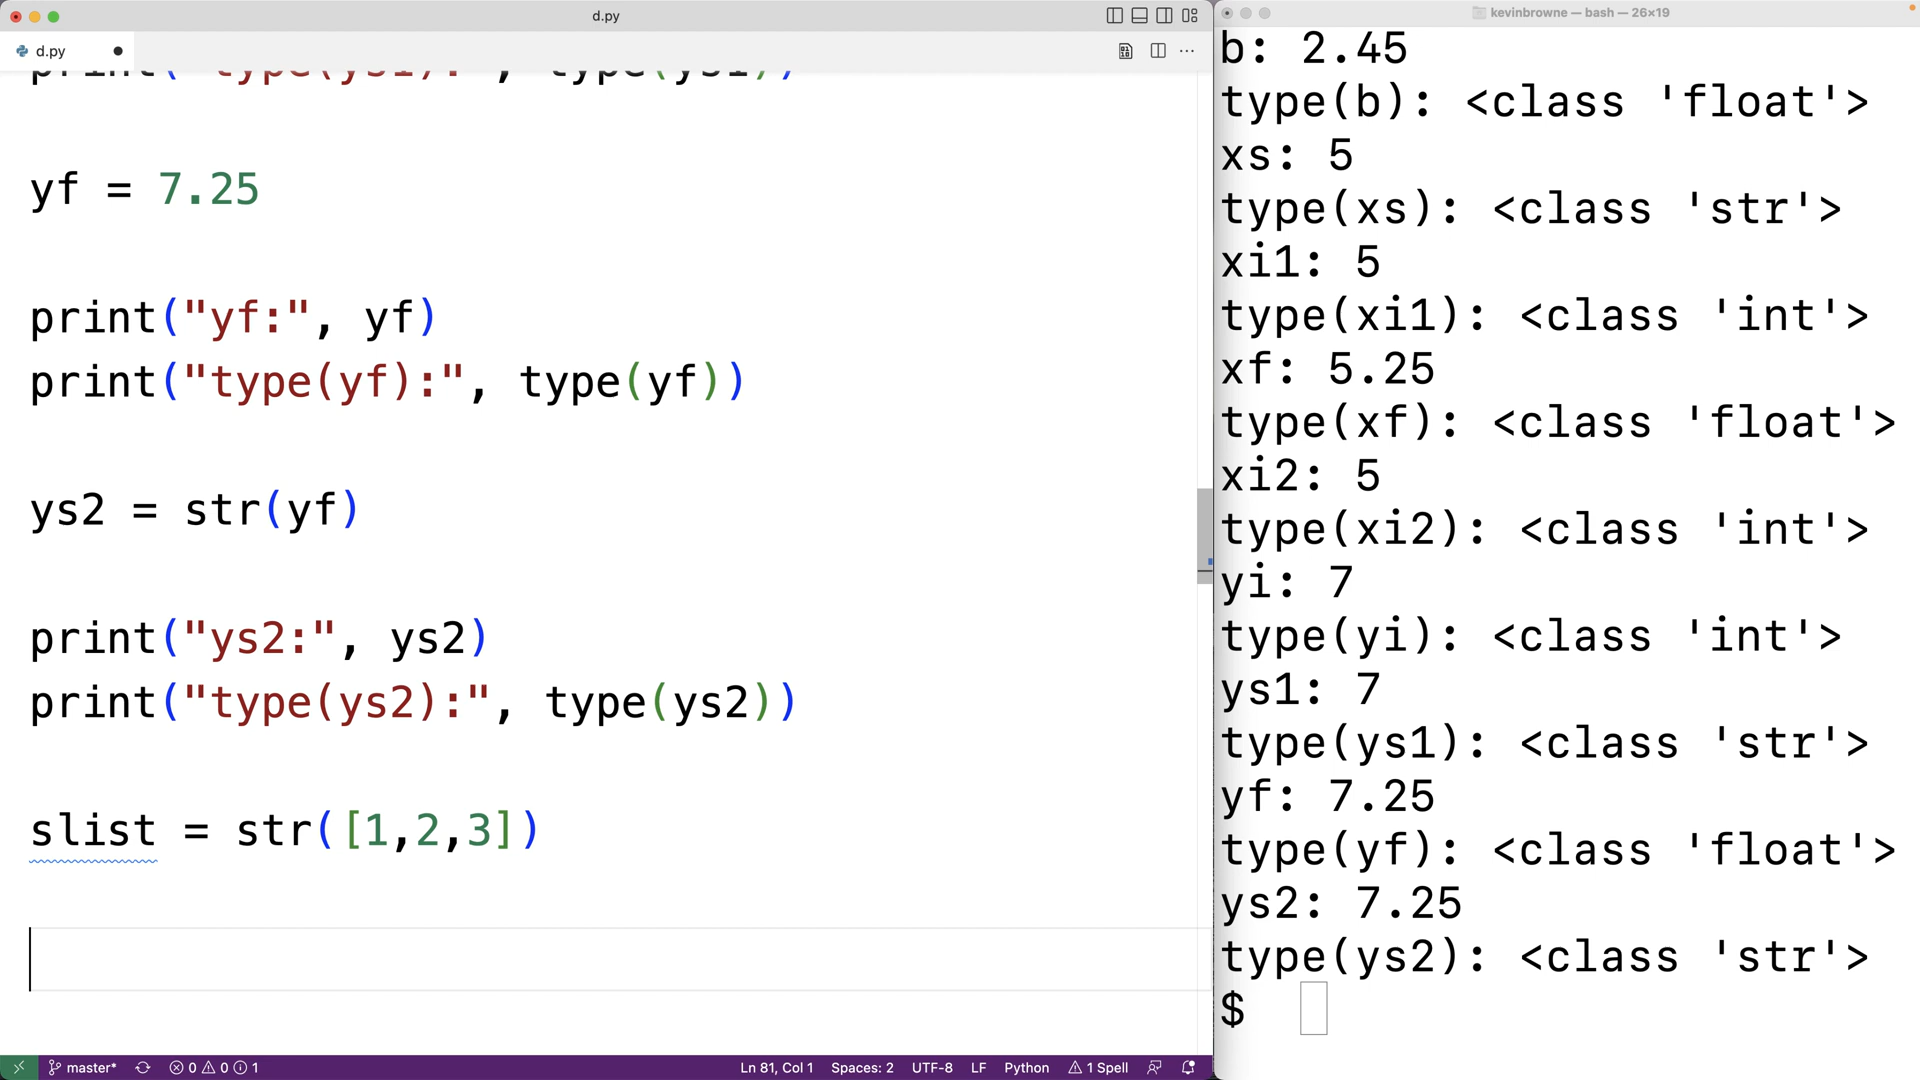 d.py
d.py
print("type(ys1):", type(ys1))
yf = 7.25
print("yf:", yf)
print("type(yf):", type(yf))
ys2 = str(yf)
print("ys2:", ys2)
print("type(ys2):", type(ys2))
slist = str([1,2,3])
master* 0 0 1 Ln 81, Col 1 Spaces: 2 UTF-8 LF Python 1 Spell
kevinbrowne — bash — 26×19
b: 2.45
type(b): <class 'float'>
xs: 5
type(xs): <class 'str'>
xi1: 5
type(xi1): <class 'int'>
xf: 5.25
type(xf): <class 'float'>
xi2: 5
type(xi2): <class 'int'>
yi: 7
type(yi): <class 'int'>
ys1: 7
type(ys1): <class 'str'>
yf: 7.25
type(yf): <class 'float'>
ys2: 7.25
type(ys2): <class 'str'>
$